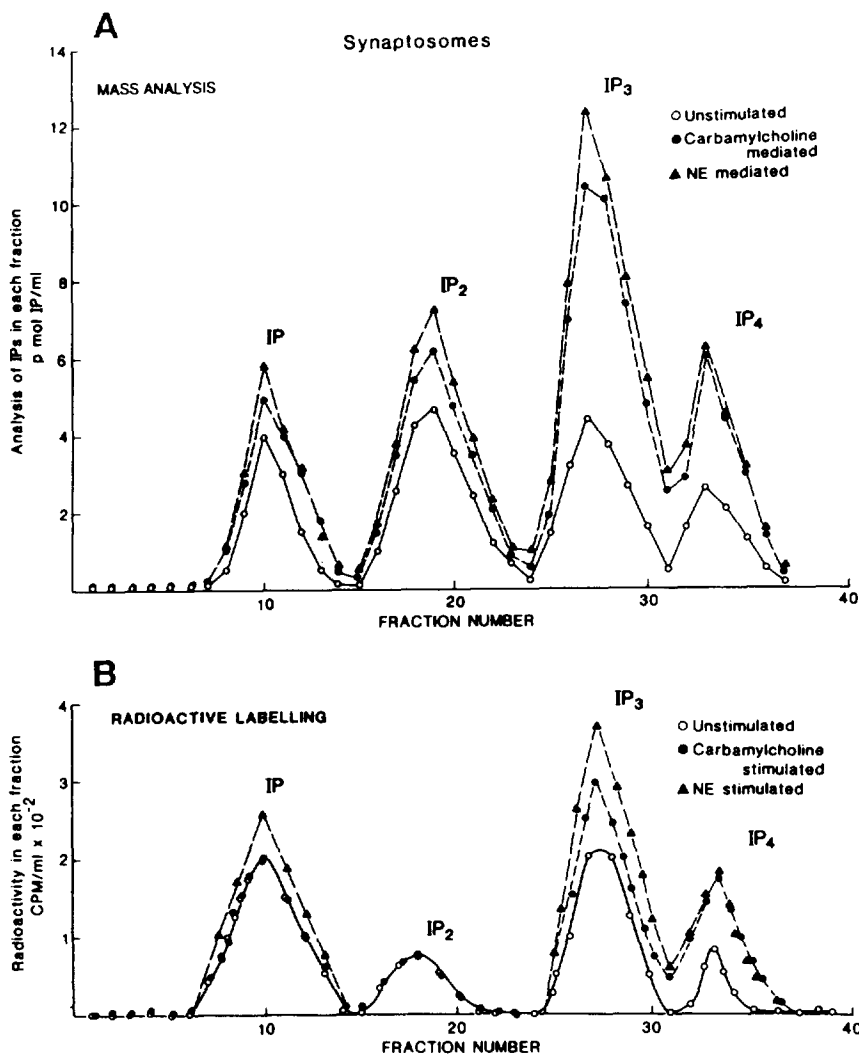 A
Synaptosomes
MASS ANALYSIS
14
12
10
8
6
4
2
Analysis of IPs in each fraction
p mol IP/ml
IP
IP2
IP3
IP4
Unstimulated
Carbamylcholine
mediated
NE mediated
10
20
30
40
FRACTION NUMBER
B
RADIOACTIVE LABELLING
4
3
2
1
Radioactivity in each fraction
CPM/ml x 10-2
IP
IP2
IP3
IP4
Unstimulated
Carbamylcholine
stimulated
NE stimulated
10
20
30
40
FRACTION NUMBER